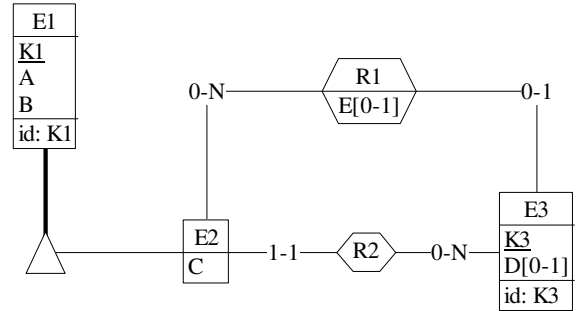 E1
K1
A
B
id: K1
0-N
R1
E[0-1]
0-1
E2
C
1-1
R2
0-N
E3
K3
D[0-1]
id: K3